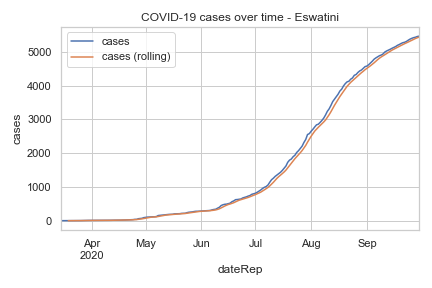 COVID-19 cases over time - Eswatini
cases
cases (rolling)
5000
4000
3000
2000
1000
0
cases
Apr
2020
May
Jun
Jul
Aug
Sep
dateRep